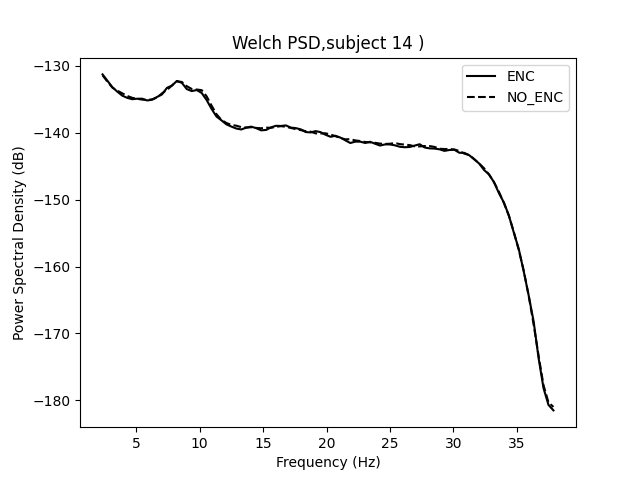 Welch PSD,subject 14 )
ENC
NO_ENC
Power Spectral Density (dB)
−130
−140
−150
−160
−170
−180
5 10 15 20 25 30 35
Frequency (Hz)